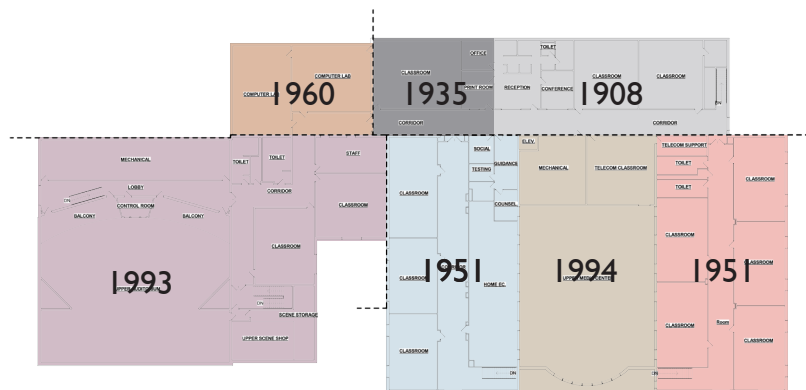 COMPUTER LAB
COMPUTER LAB
1960
CLASSROOM
OFFICE
PRINT ROOM
1935
CORRIDOR
TOILET
RECEPTION
CONFERENCE
CLASSROOM
CLASSROOM
1908
DN
CORRIDOR
MECHANICAL
TOILET
TOILET
STAFF
LOBBY
CORRIDOR
DN
CONTROL ROOM
BALCONY
BALCONY
CLASSROOM
CLASSROOM
1993
UPPER AUDITORIUM
DN
SCENE STORAGE
UPPER SCENE SHOP
SOCIAL
TESTING
GUIDANCE
CLASSROOM
COUNSEL
1951
CLASSROOM
HOME EC.
CLASSROOM
ELEV.
MECHANICAL
TELECOM CLASSROOM
1994
UPPER MEDIA CENTER
DN
DN
TELECOM SUPPORT
TOILET
TOILET
CLASSROOM
CLASSROOM
CLASSROOM
1951
CLASSROOM
Room
CLASSROOM